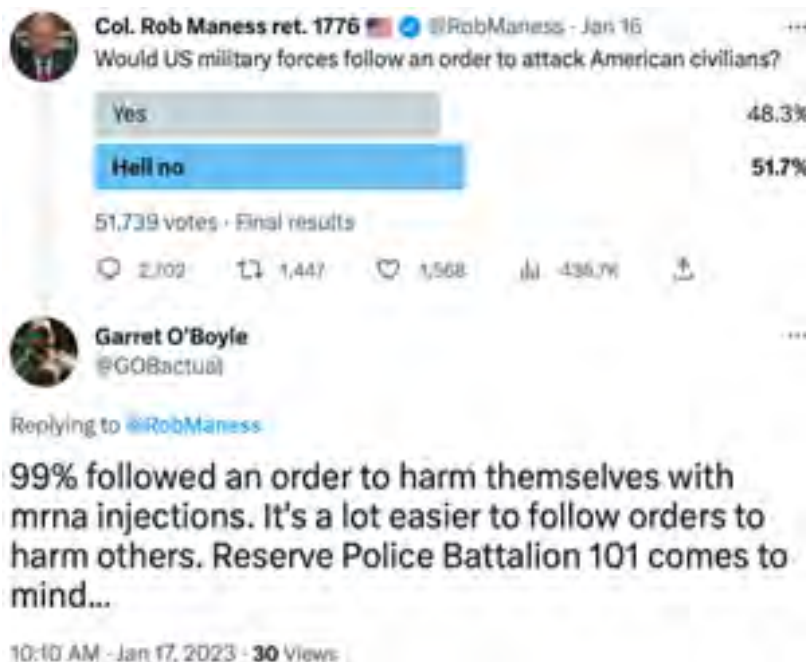 Col. Rob Maness ret. 1776 🇺🇸 @RobManess · Jan 16
Would US military forces follow an order to attack American civilians?
Yes 48.3%
Hell no 51.7%
51,739 votes · Final results
2,102 1,447 1,568 436.7K
Garret O'Boyle
@GOBactual
Replying to @RobManess
99% followed an order to harm themselves with
mrna injections. It's a lot easier to follow orders to
harm others. Reserve Police Battalion 101 comes to
mind...
10:10 AM · Jan 17, 2023 · 30 Views